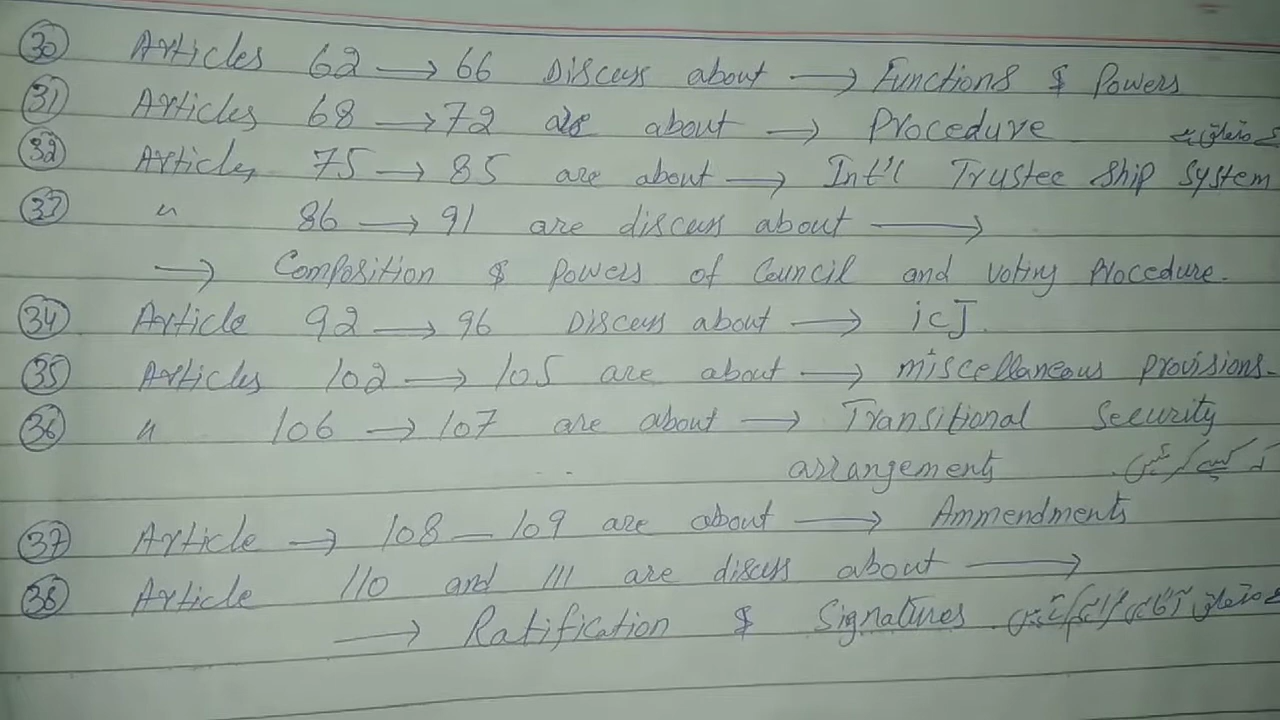 30 Articles 62 → 66 Discuss about → Functions & Powers
31 Articles 68 → 72 are about → Procedure
32 Articles 75 → 85 are about → Int'l Trustee Ship System
33 " 86 → 91 are discuss about →
→ Composition & Powers of Council and voting Procedure.
34 Article 92 → 96 Discuss about → icJ.
35 Articles 102 → 105 are about → miscellaneous provisions.
36 " 106 → 107 are about → Transitional Security
arrangements
37 Article → 108 — 109 are about → Ammendments
38 Article 110 and 111 are discuss about →
→ Ratification & Signatures